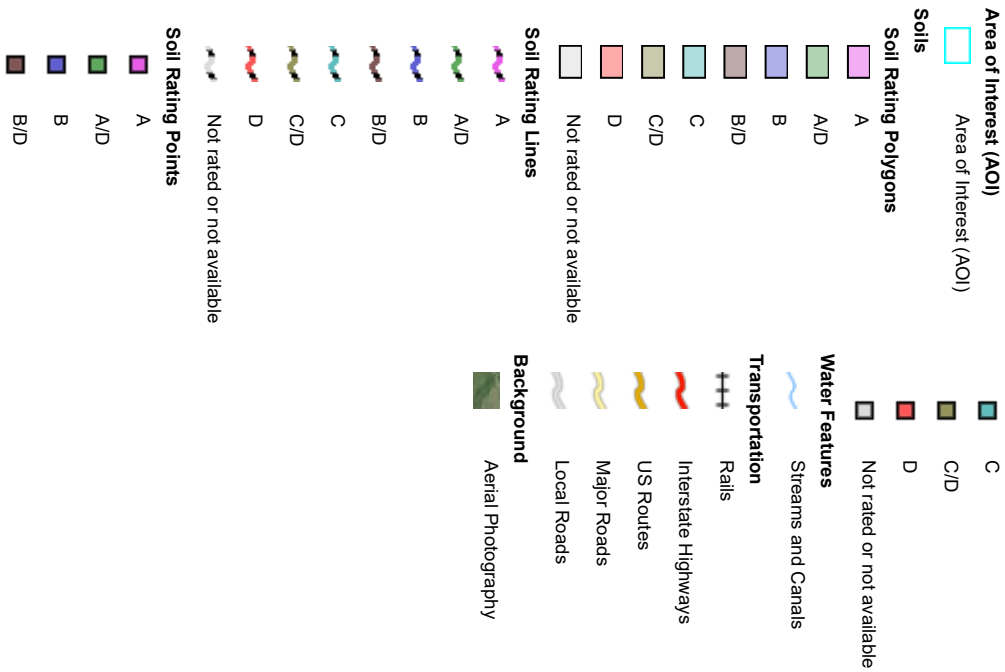 Area of Interest (AOI)
Area of Interest (AOI)
Soils
Soil Rating Polygons
A
A/D
B
B/D
C
C/D
D
Not rated or not available
Soil Rating Lines
A
A/D
B
B/D
C
C/D
D
Not rated or not available
Soil Rating Points
A
A/D
B
B/D
C
C/D
D
Not rated or not available
Water Features
Streams and Canals
Transportation
Rails
Interstate Highways
US Routes
Major Roads
Local Roads
Background
Aerial Photography